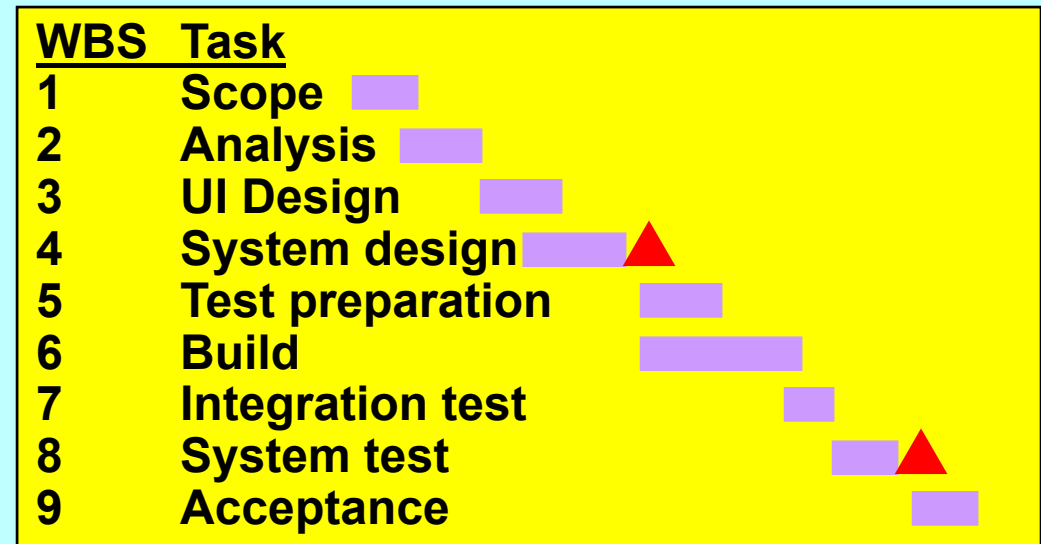 WBS Task
1 Scope
2 Analysis
3 UI Design
4 System design
5 Test preparation
6 Build
7 Integration test
8 System test
9 Acceptance